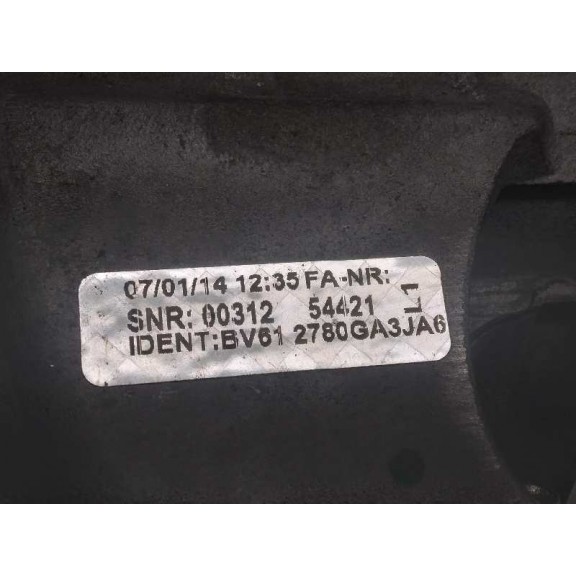 07/01/14 12:35 FA-NR:
SNR: 00312 54421
IDENT:BV61 2780GA3JA6
L1